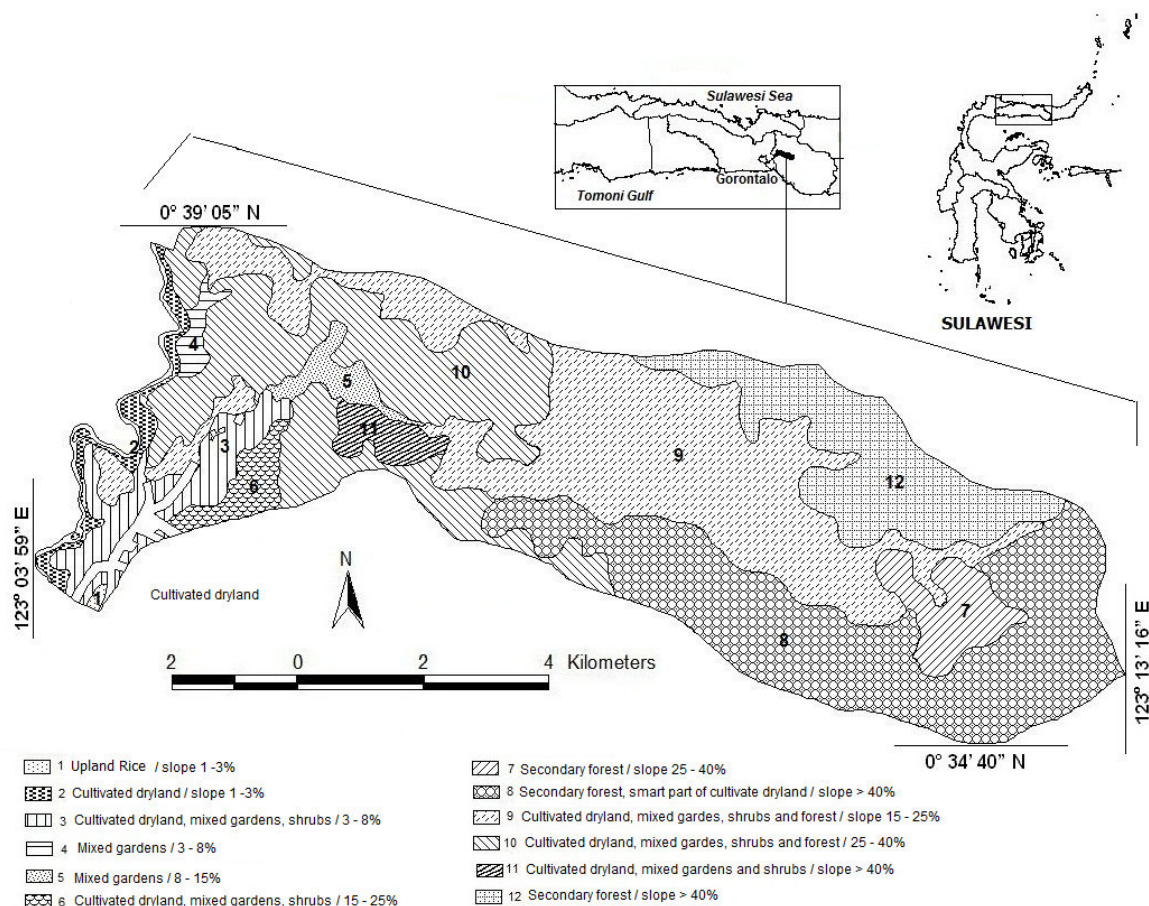 Sulawesi Sea
Gorontalo
Tomoni Gulf
SULAWESI
0° 39' 05" N
4
10
5
2
3
11
9
6
12
123° 03' 59" E
1
Cultivated dryland
N
7
8
123° 13' 16" E
2 0 2 4 Kilometers
0° 34' 40" N
1 Upland Rice / slope 1 -3%
2 Cultivated dryland / slope 1 -3%
3 Cultivated dryland, mixed gardens, shrubs / 3 - 8%
4 Mixed gardens / 3 - 8%
5 Mixed gardens / 8 - 15%
6 Cultivated dryland, mixed gardens, shrubs / 15 - 25%
7 Secondary forest / slope 25 - 40%
8 Secondary forest, smart part of cultivate dryland / slope > 40%
9 Cultivated dryland, mixed gardes, shrubs and forest / slope 15 - 25%
10 Cultivated dryland, mixed gardes, shrubs and forest / 25 - 40%
11 Cultivated dryland, mixed gardens and shrubs / slope > 40%
12 Secondary forest / slope > 40%